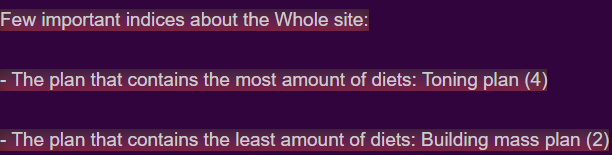 Few important indices about the Whole site:
- The plan that contains the most amount of diets: Toning plan (4)
- The plan that contains the least amount of diets: Building mass plan (2)